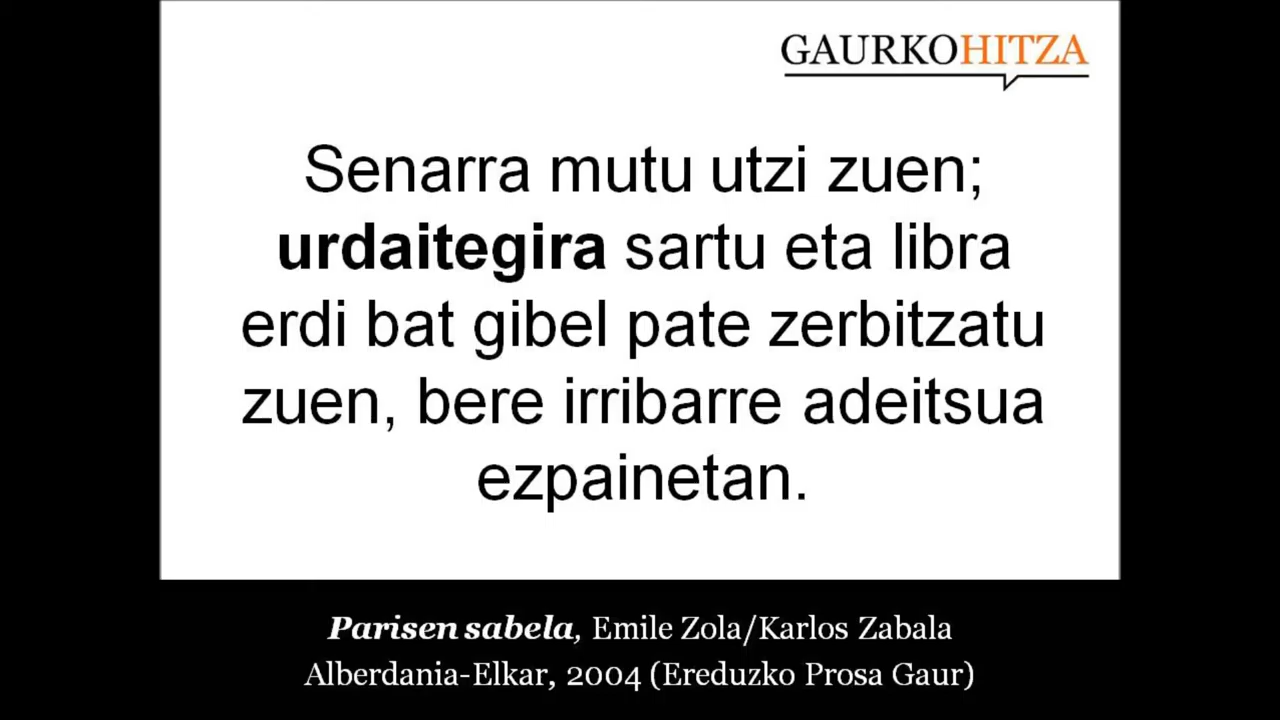 GAURKOHITZA
Senarra mutu utzi zuen;
urdaitegira sartu eta libra
erdi bat gibel pate zerbitzatu
zuen, bere irribarre adeitsua
ezpainetan.
Parisen sabela, Emile Zola/Karlos Zabala
Alberdania-Elkar, 2004 (Ereduzko Prosa Gaur)